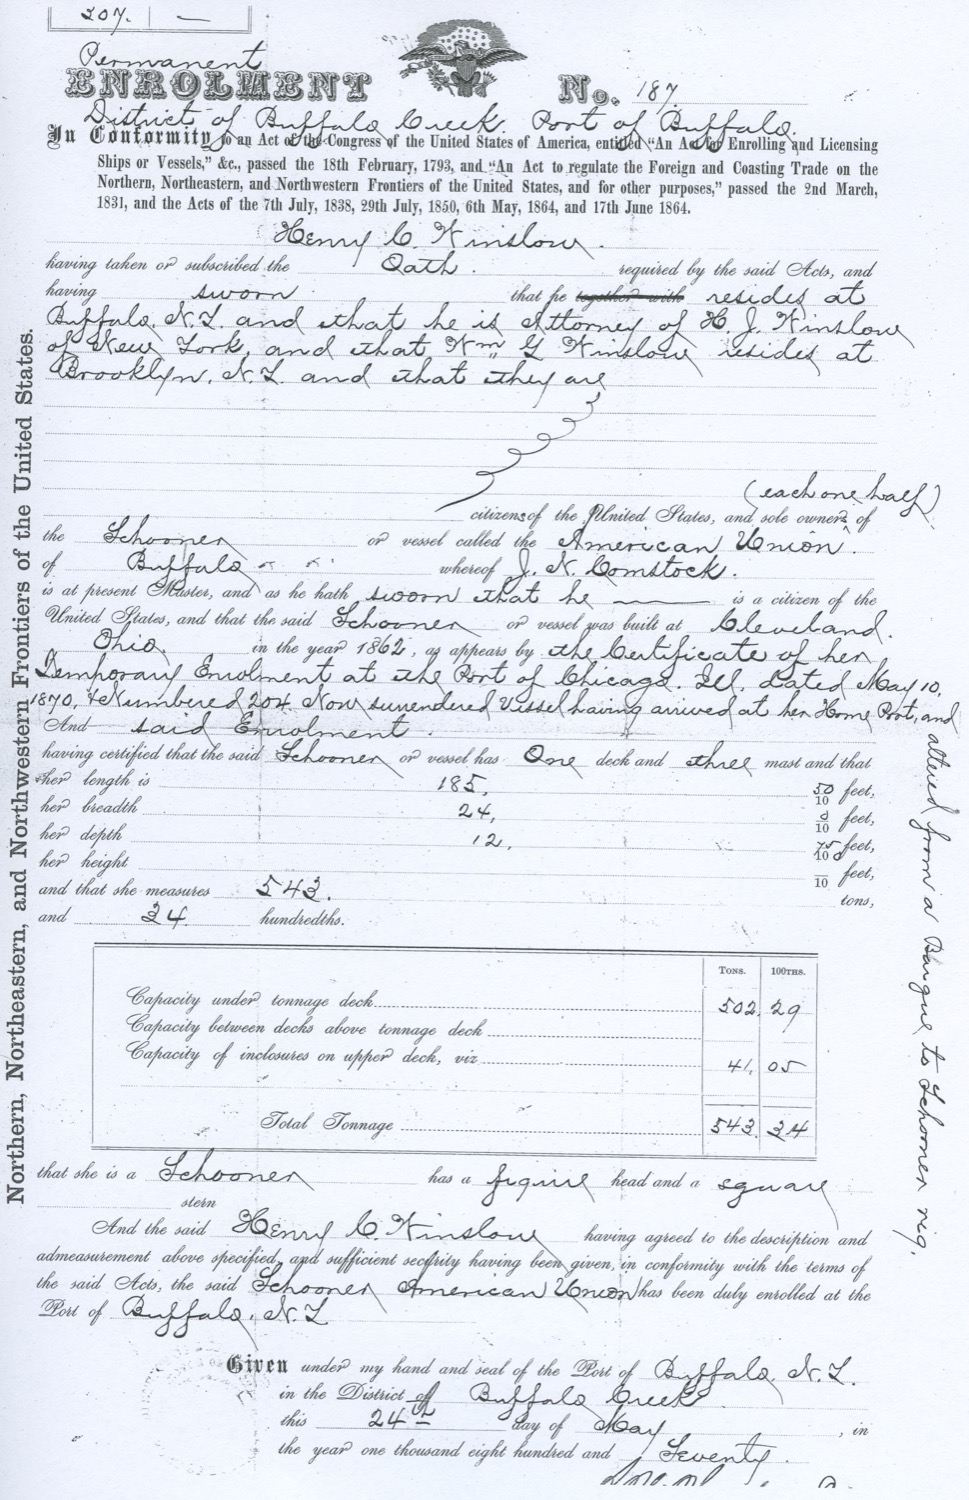 207. —
Permanent
ENROLMENT No. 187
District of Buffalo Creek Port of Buffalo.
In Conformity to an Act of the Congress of the United States of America, entitled "An Act for Enrolling and Licensing
Ships or Vessels," &c., passed the 18th February, 1793, and "An Act to regulate the Foreign and Coasting Trade on the
Northern, Northeastern, and Northwestern Frontiers of the United States, and for other purposes," passed the 2nd March,
1831, and the Acts of the 7th July, 1838, 29th July, 1850, 6th May, 1864, and 17th June 1864.
Henry C. Winslow.
having taken or subscribed the Oath. required by the said Acts, and
having sworn that he together with resides at
Buffalo, N.Y. and that he is Attorney of H. J. Winslow
of New York, and that Wm G Winslow resides at
Brooklyn, N.Y. and that they are
(each one half)
citizens of the United States, and sole owners of
the Schooner or vessel called the American Union.
of Buffalo whereof J. N. Comstock.
is at present Master, and as he hath sworn that he — is a citizen of the
United States, and that the said Schooner or vessel was built at Cleveland.
Ohio. in the year 1862, as appears by the Certificate of her
Temporary Enrolment at the Port of Chicago. Ill. dated May 10,
1870, & Numbered 204. Now surrendered Vessel having arrived at her Home Port, and
altered from a Barque to Schooner rig.
And said Enrolment.
having certified that the said Schooner or vessel has One deck and three mast and that
her length is 185, 50/10 feet,
her breadth 24, /10 feet,
her depth 12, 75/10 feet,
her height /10 feet,
and that she measures 543. tons,
and 34 hundredths.
TONS. 100THS.
Capacity under tonnage deck 502. 29
Capacity between decks above tonnage deck
Capacity of inclosures on upper deck, viz 41. 05
Total Tonnage 543. 34
that she is a Schooner has a figure head and a square
stern
And the said Henry C. Winslow having agreed to the description and
admeasurement above specified, and sufficient security having been given, in conformity with the terms of
the said Acts, the said Schooner American Union has been duly enrolled at the
Port of Buffalo, N.Y.
Given under my hand and seal of the Port of Buffalo N.Y.
in the District of Buffalo Creek
this 24th day of May, in
the year one thousand eight hundred and Seventy.
Northern, Northeastern, and Northwestern Frontiers of the United States.